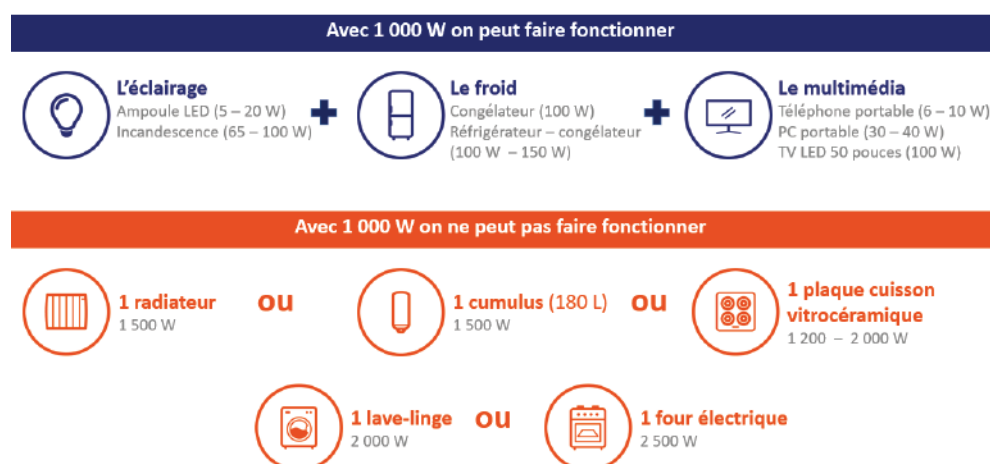 Avec 1 000 W on peut faire fonctionner
L'éclairage
Ampoule LED (5 – 20 W)
Incandescence (65 – 100 W)
+
Le froid
Congélateur (100 W)
Réfrigérateur – congélateur
(100 W – 150 W)
+
Le multimédia
Téléphone portable (6 – 10 W)
PC portable (30 – 40 W)
TV LED 50 pouces (100 W)
Avec 1 000 W on ne peut pas faire fonctionner
1 radiateur
1 500 W
ou
1 cumulus (180 L)
1 500 W
ou
1 plaque cuisson
vitrocéramique
1 200 – 2 000 W
1 lave-linge
2 000 W
ou
1 four électrique
2 500 W